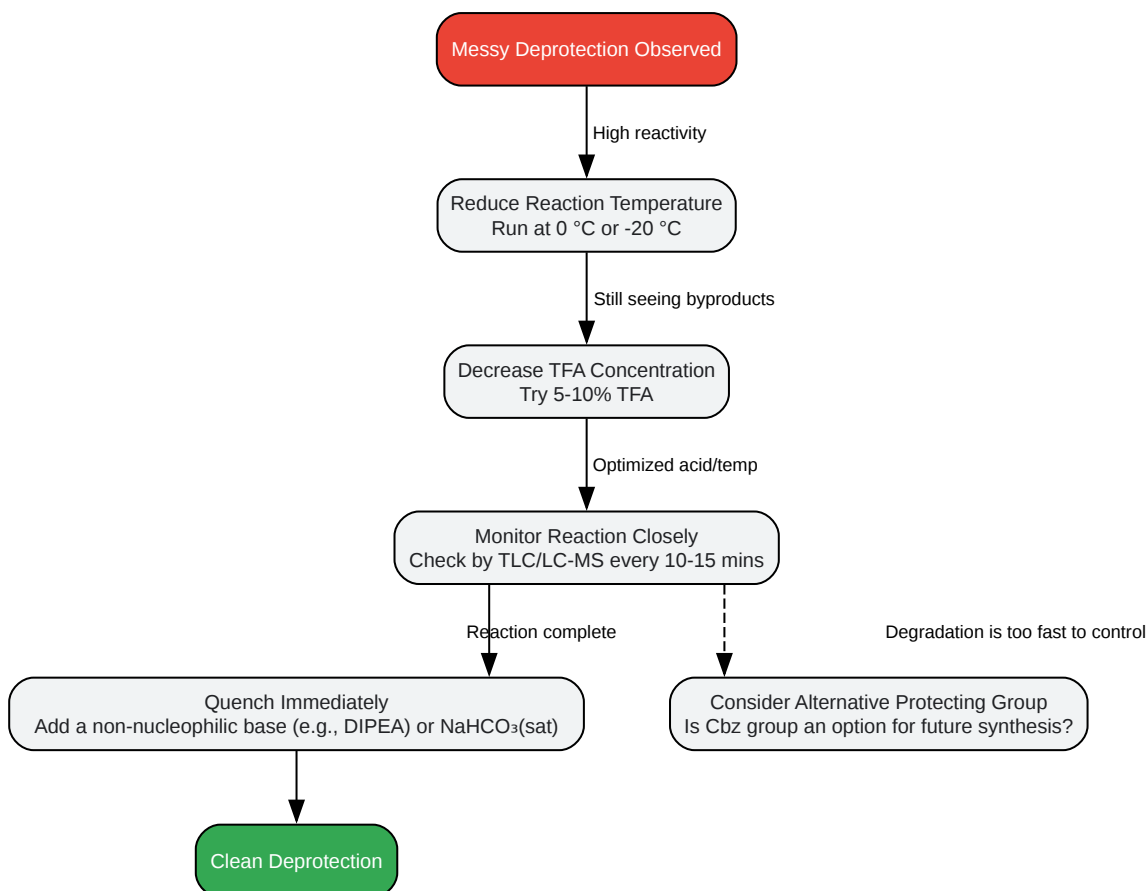 Messy Deprotection Observed
High reactivity
Reduce Reaction Temperature
Run at 0 °C or -20 °C
Still seeing byproducts
Decrease TFA Concentration
Try 5-10% TFA
Optimized acid/temp
Monitor Reaction Closely
Check by TLC/LC-MS every 10-15 mins
Reaction complete
Degradation is too fast to control
Quench Immediately
Add a non-nucleophilic base (e.g., DIPEA) or NaHCO₃(sat)
Consider Alternative Protecting Group
Is Cbz group an option for future synthesis?
Clean Deprotection